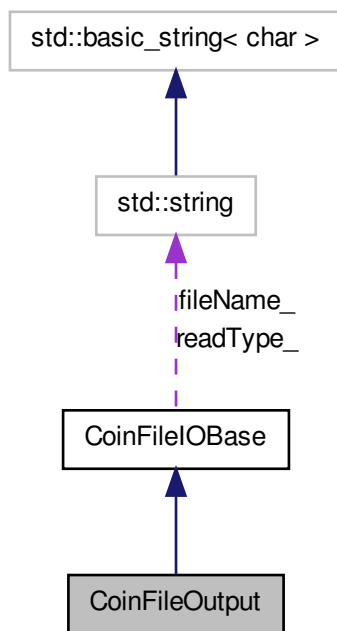 std::basic_string< char >
std::string
fileName_
readType_
CoinFileIOBase
CoinFileOutput